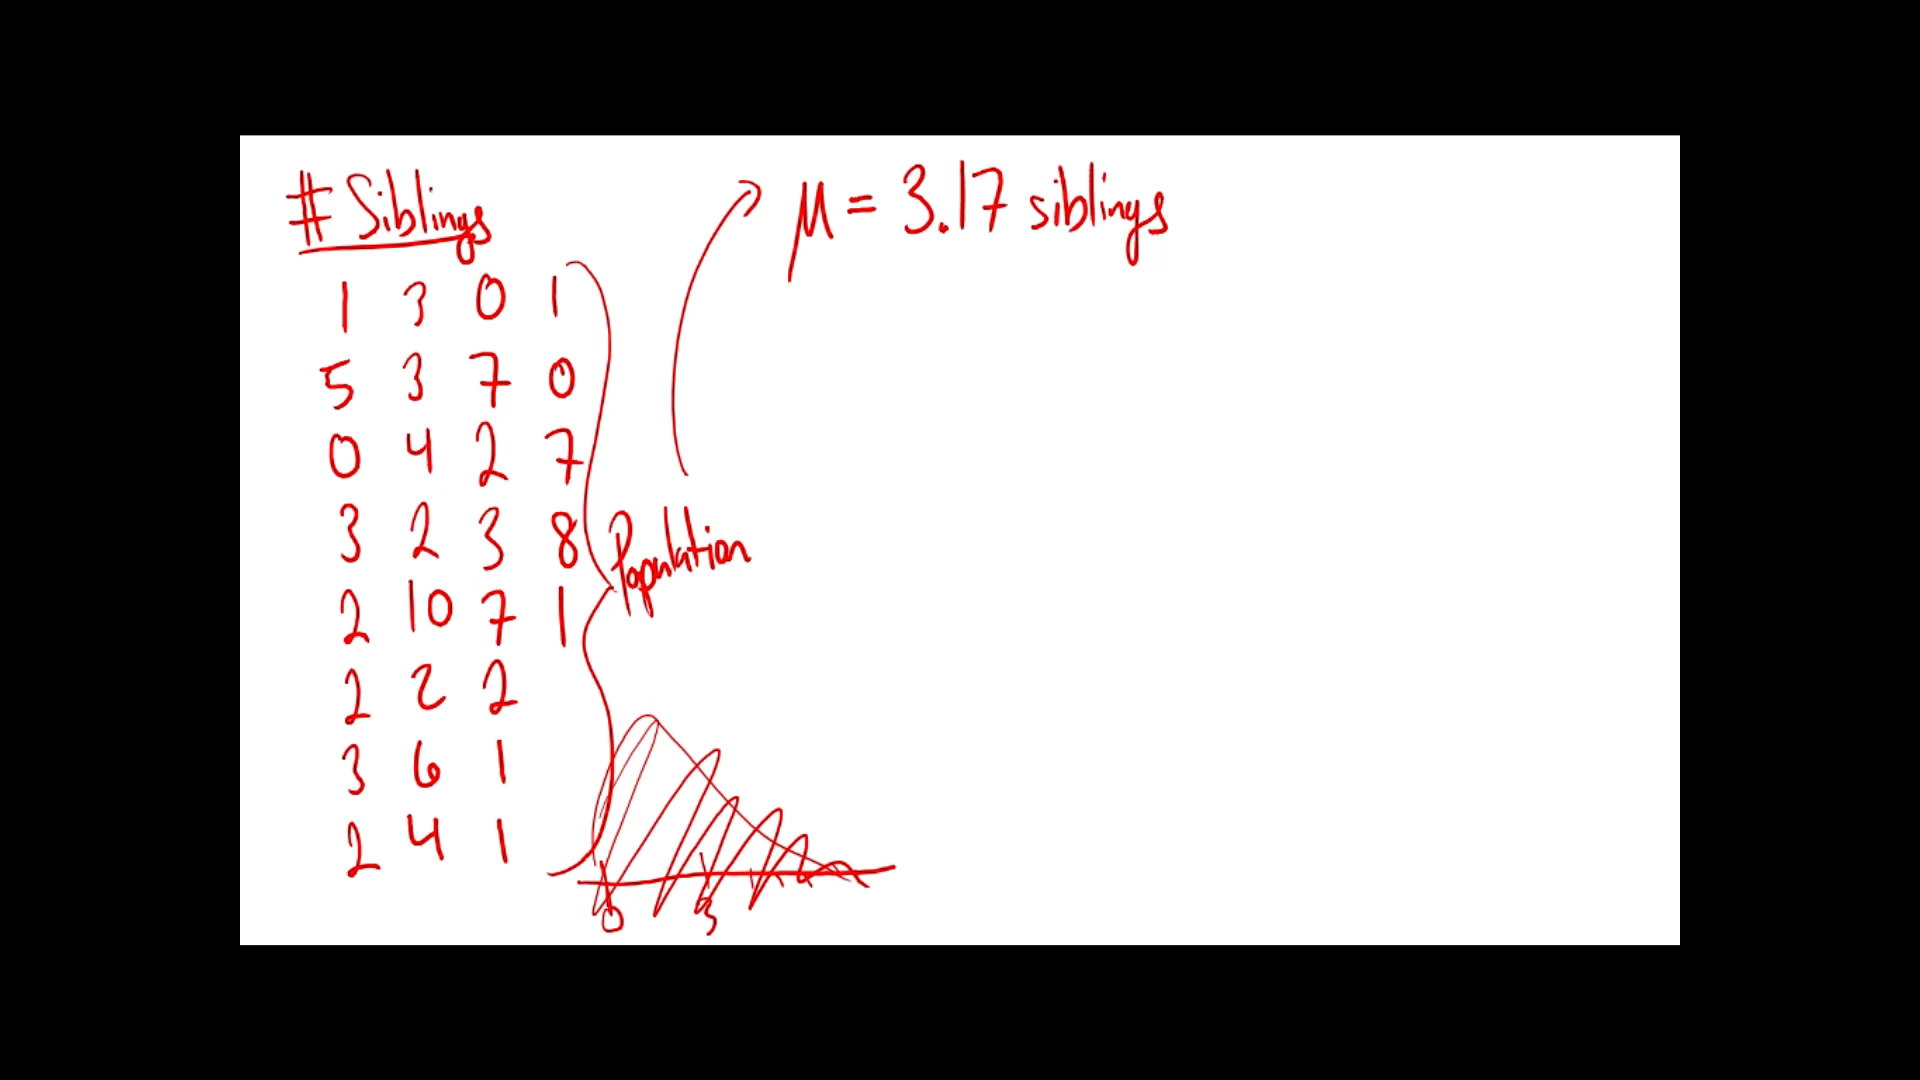 # Siblings
μ = 3.17 siblings
1 3 0 1
5 3 7 0
0 4 2 7
3 2 3 8
Population
2 10 7 1
2 2 2
3 6 1
2 4 1
0 3